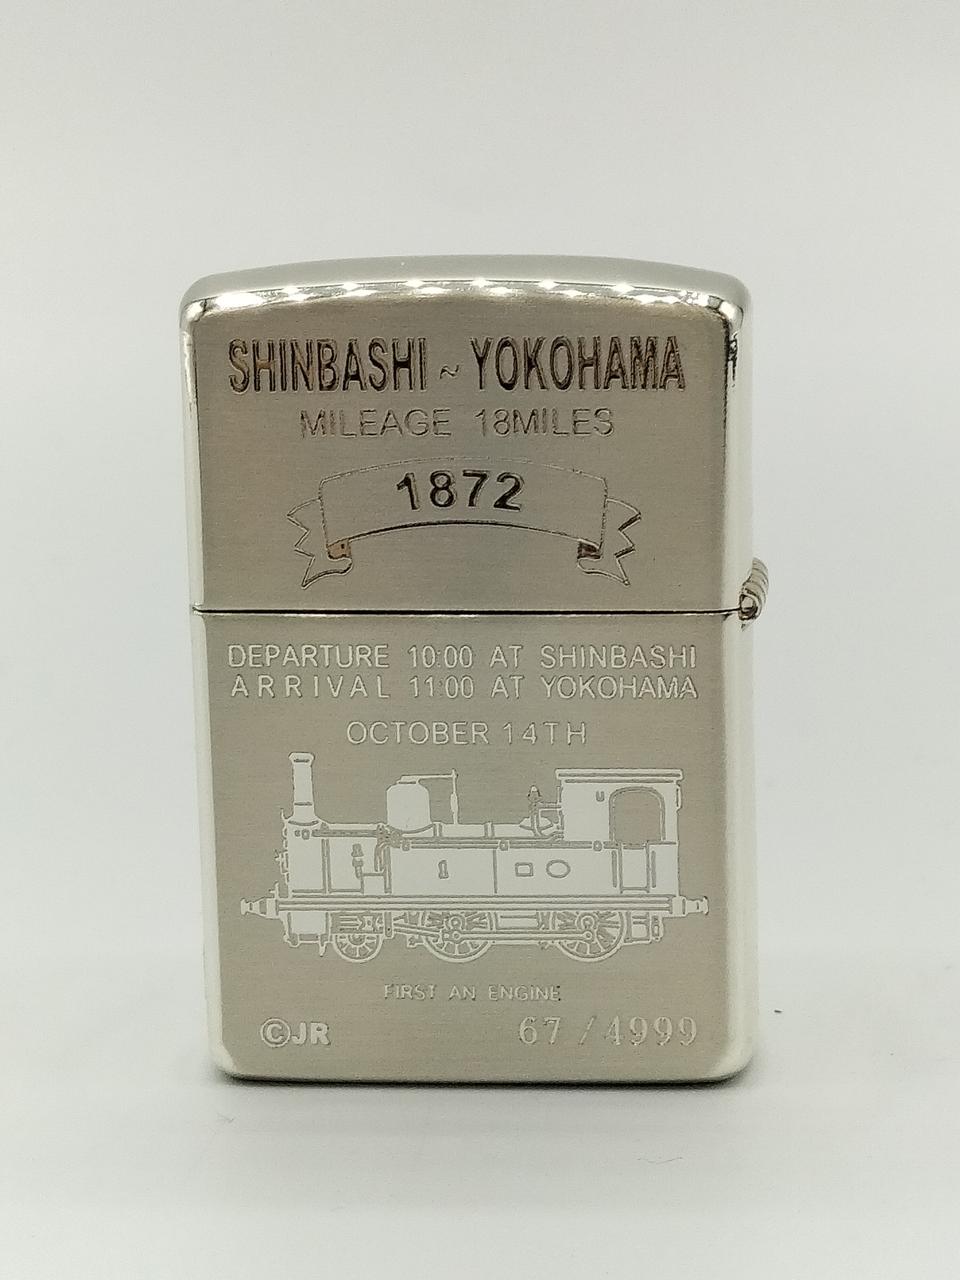 SHINBASHI ~ YOKOHAMA
MILEAGE 18MILES
1872
DEPARTURE 10:00 AT SHINBASHI
ARRIVAL 11:00 AT YOKOHAMA
OCTOBER 14TH
1
FIRST AN ENGINE
©JR 67/4999